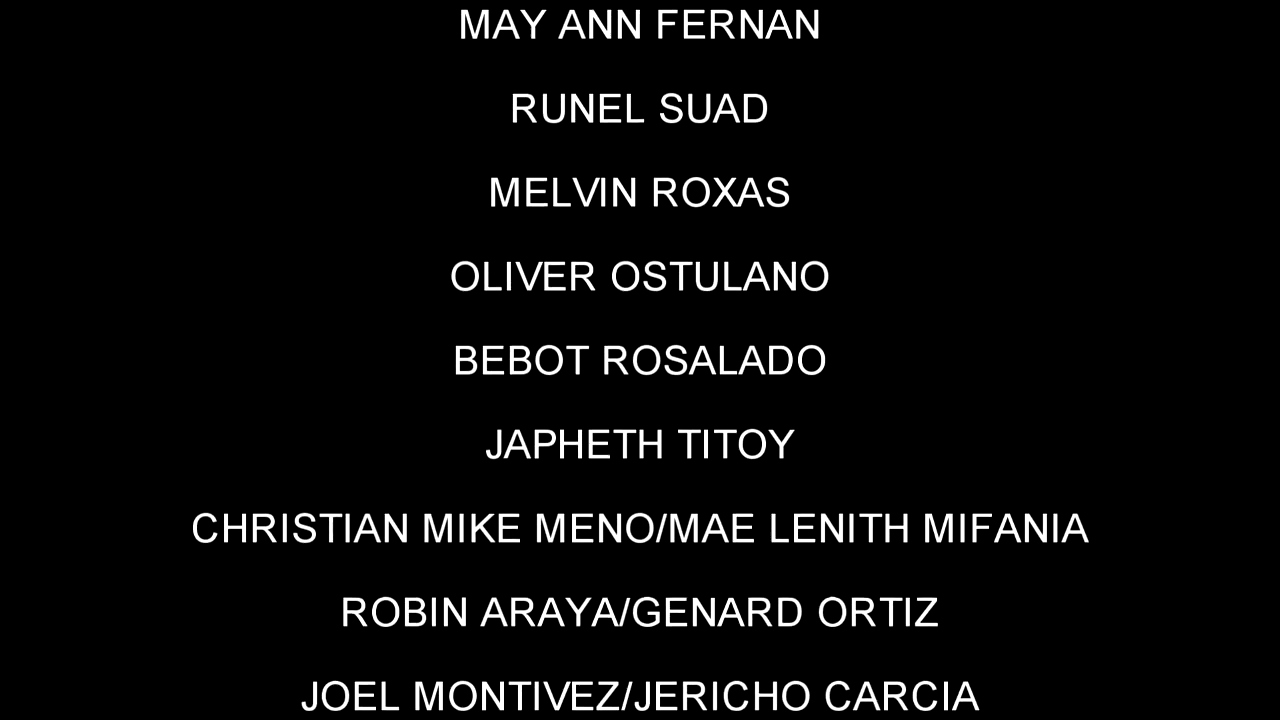 MAY ANN FERNAN
RUNEL SUAD
MELVIN ROXAS
OLIVER OSTULANO
BEBOT ROSALADO
JAPHETH TITOY
CHRISTIAN MIKE MENO/MAE LENITH MIFANIA
ROBIN ARAYA/GENARD ORTIZ
JOEL MONTIVEZ/JERICHO CARCIA